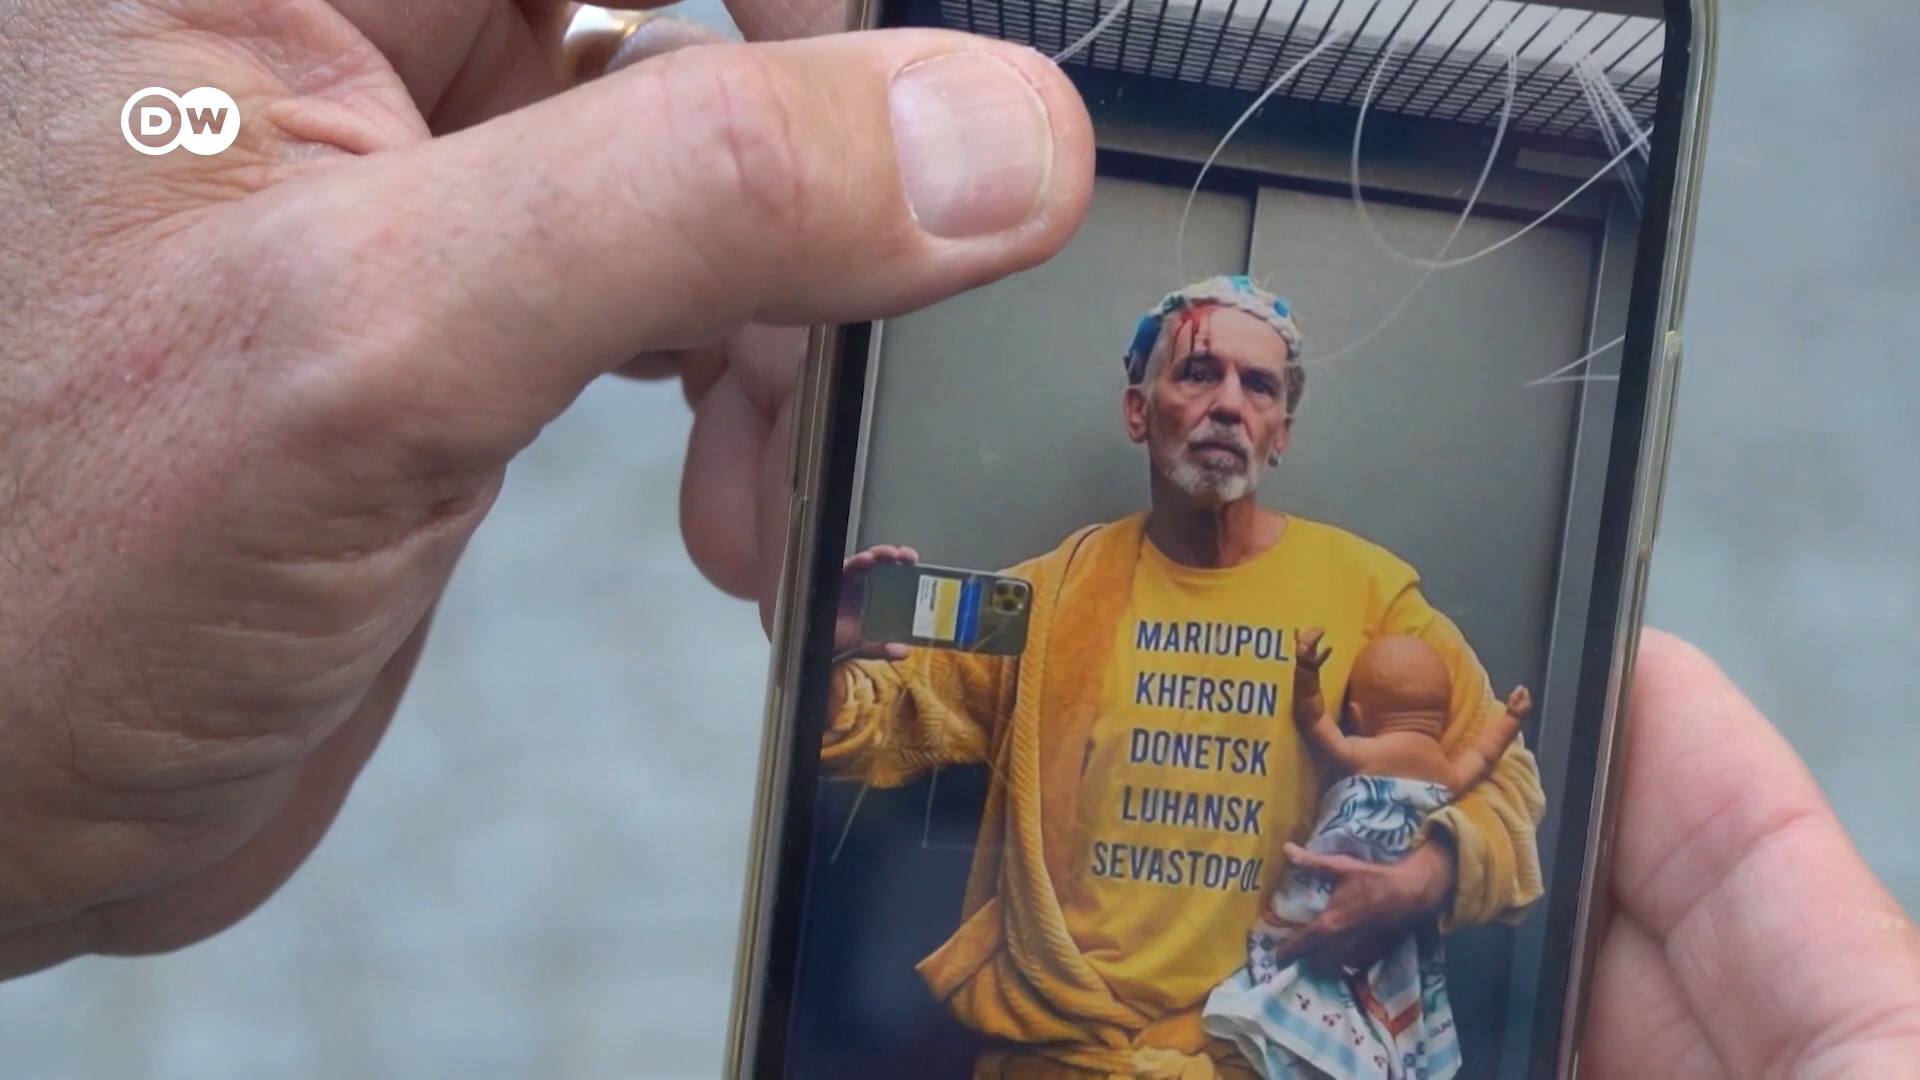 DW
MARIUPOL
KHERSON
DONETSK
LUHANSK
SEVASTOPOL